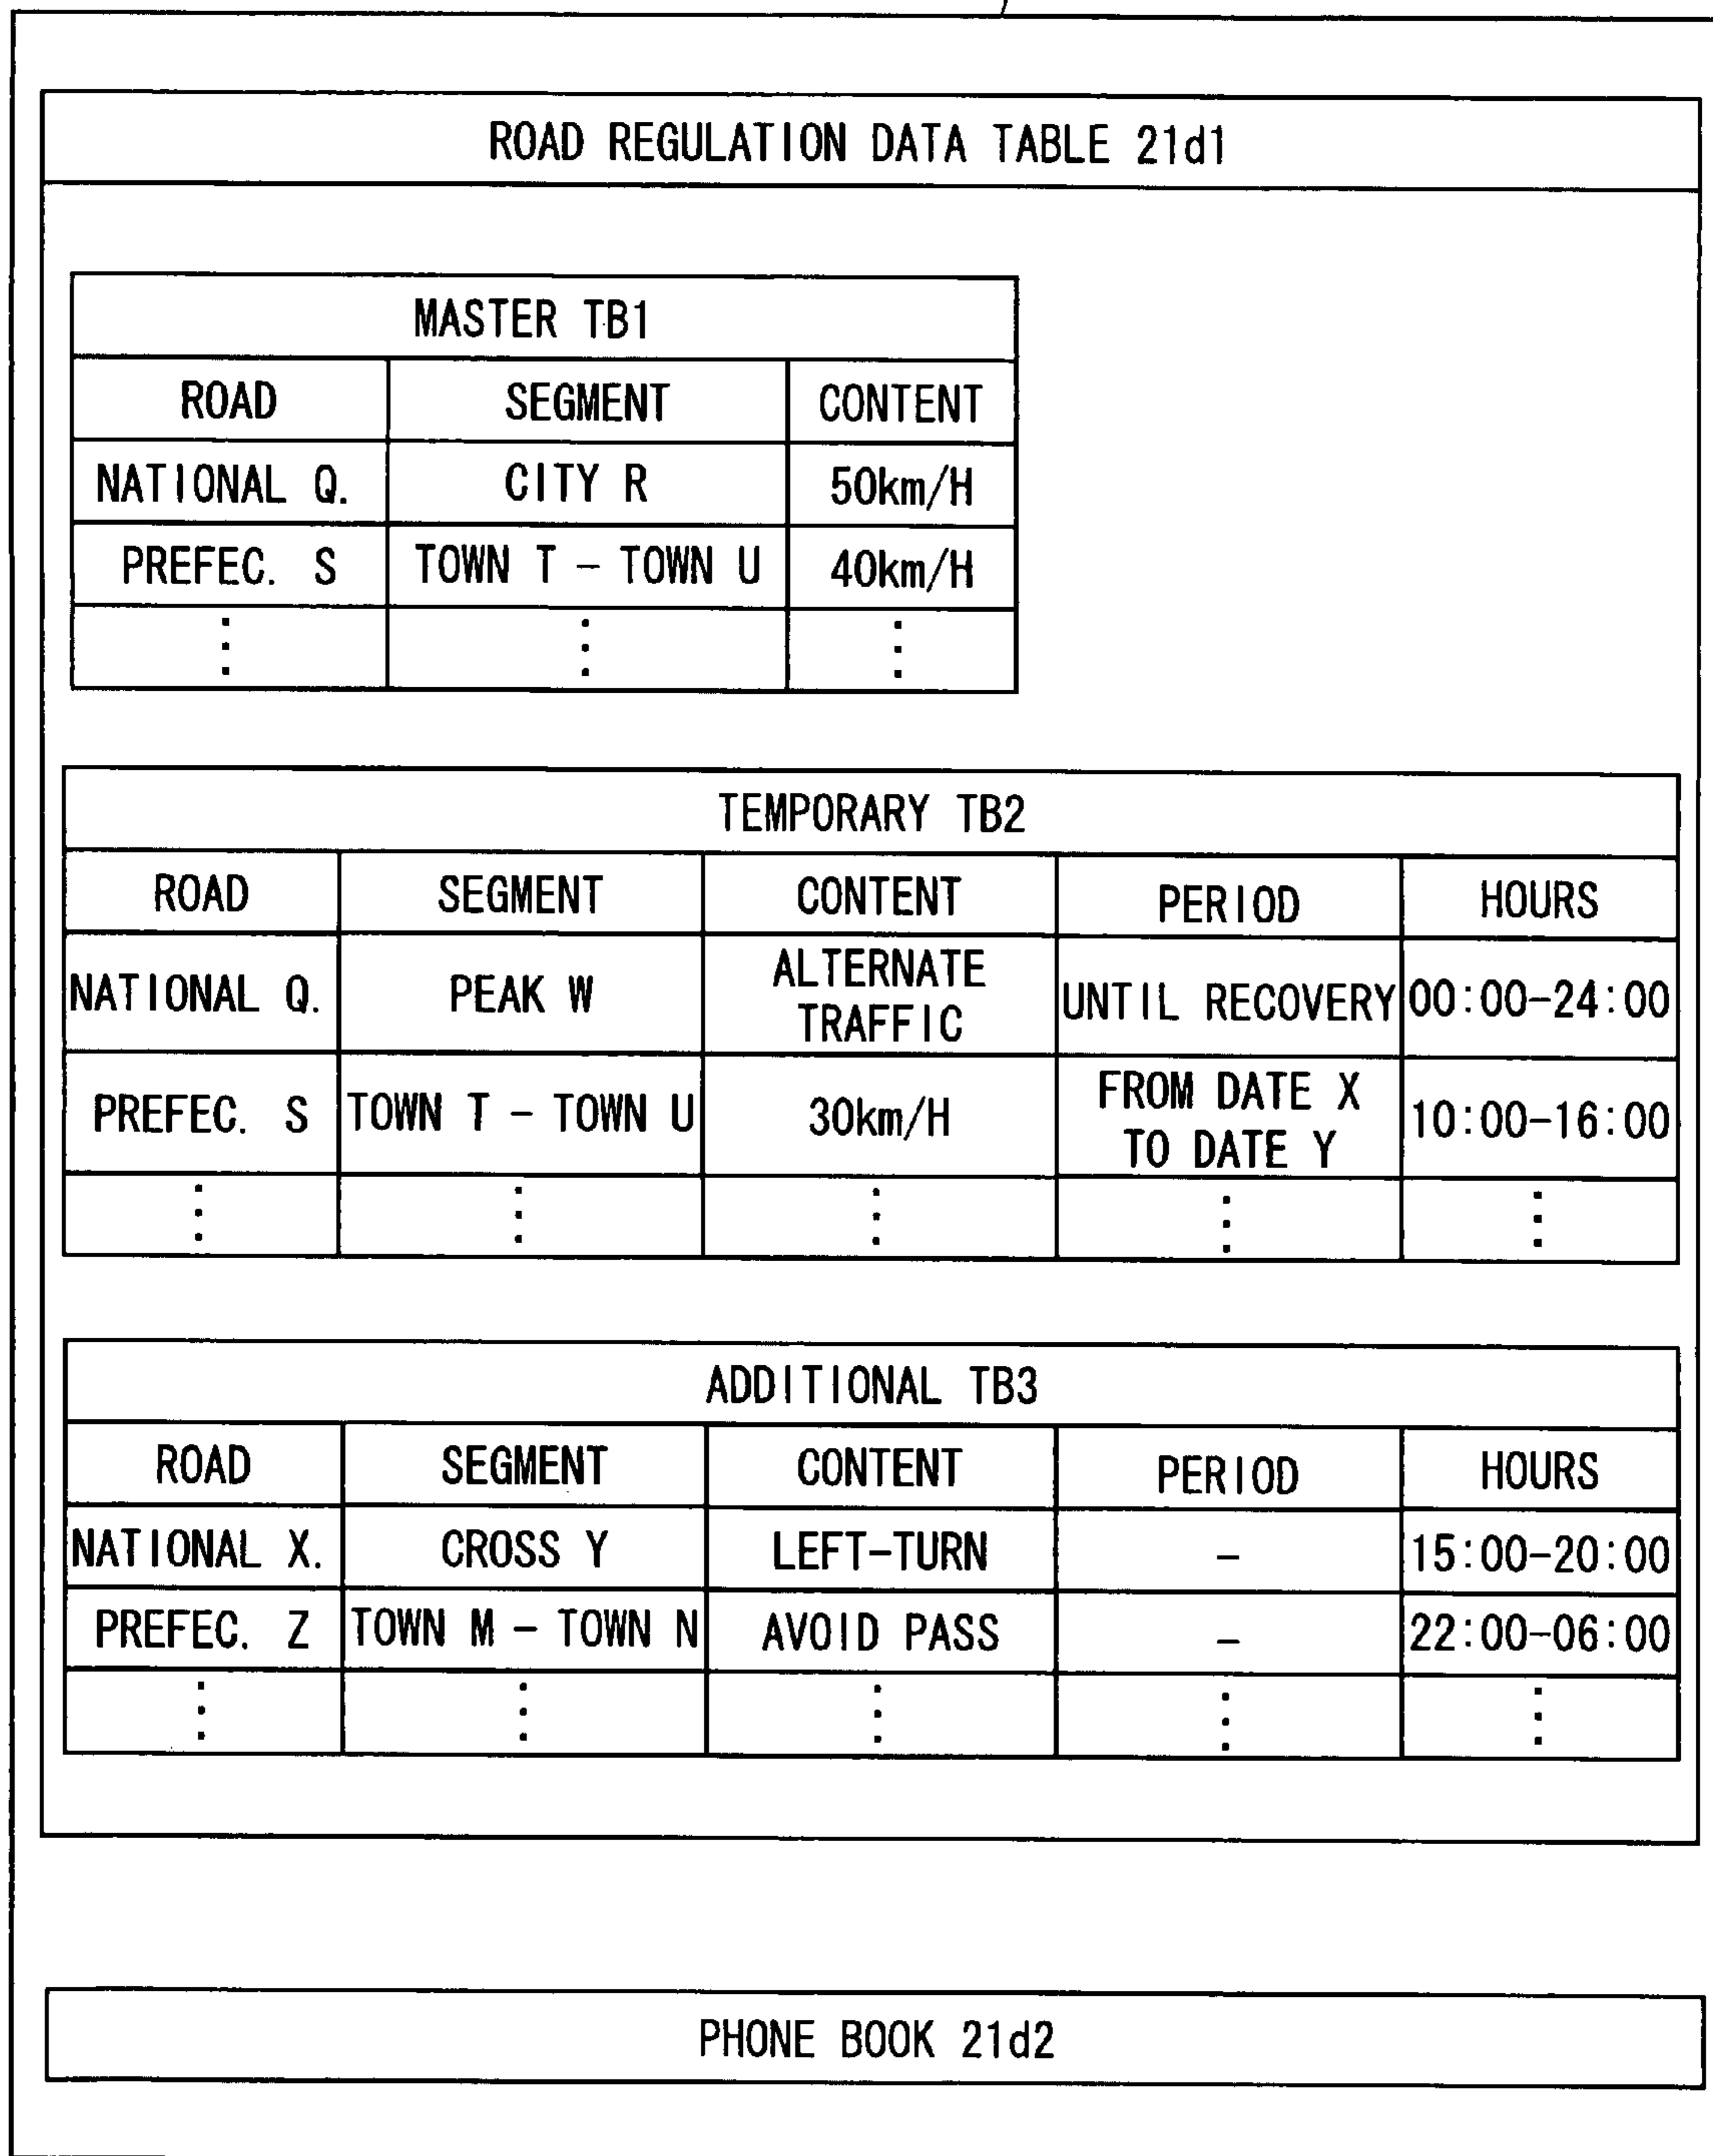 ROAD REGULATION DATA TABLE 21d1
MASTER TB1
ROAD SEGMENT CONTENT
NATIONAL Q. CITY R 50km/H
PREFEC. S TOWN T - TOWN U 40km/H
TEMPORARY TB2
ROAD SEGMENT CONTENT PERIOD HOURS
NATIONAL Q. PEAK W ALTERNATE TRAFFIC UNTIL RECOVERY 00:00-24:00
PREFEC. S TOWN T - TOWN U 30km/H FROM DATE X TO DATE Y 10:00-16:00
ADDITIONAL TB3
ROAD SEGMENT CONTENT PERIOD HOURS
NATIONAL X. CROSS Y LEFT-TURN - 15:00-20:00
PREFEC. Z TOWN M - TOWN N AVOID PASS - 22:00-06:00
PHONE BOOK 21d2